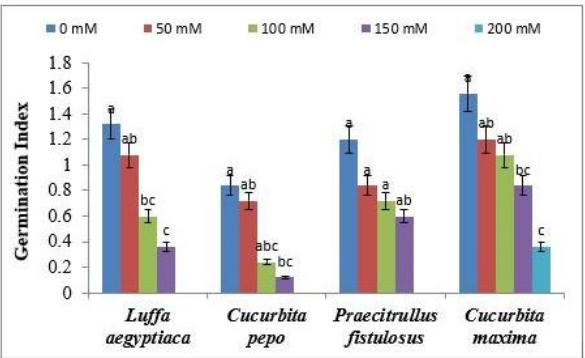 0 mM 50 mM 100 mM 150 mM 200 mM
Germination Index
1.8
1.6
1.4
1.2
1
0.8
0.6
0.4
0.2
0
a ab bc c
a ab abc bc
a a a ab
a ab ab bc c
Luffa aegyptiaca
Cucurbita pepo
Praecitrullus fistulosus
Cucurbita maxima